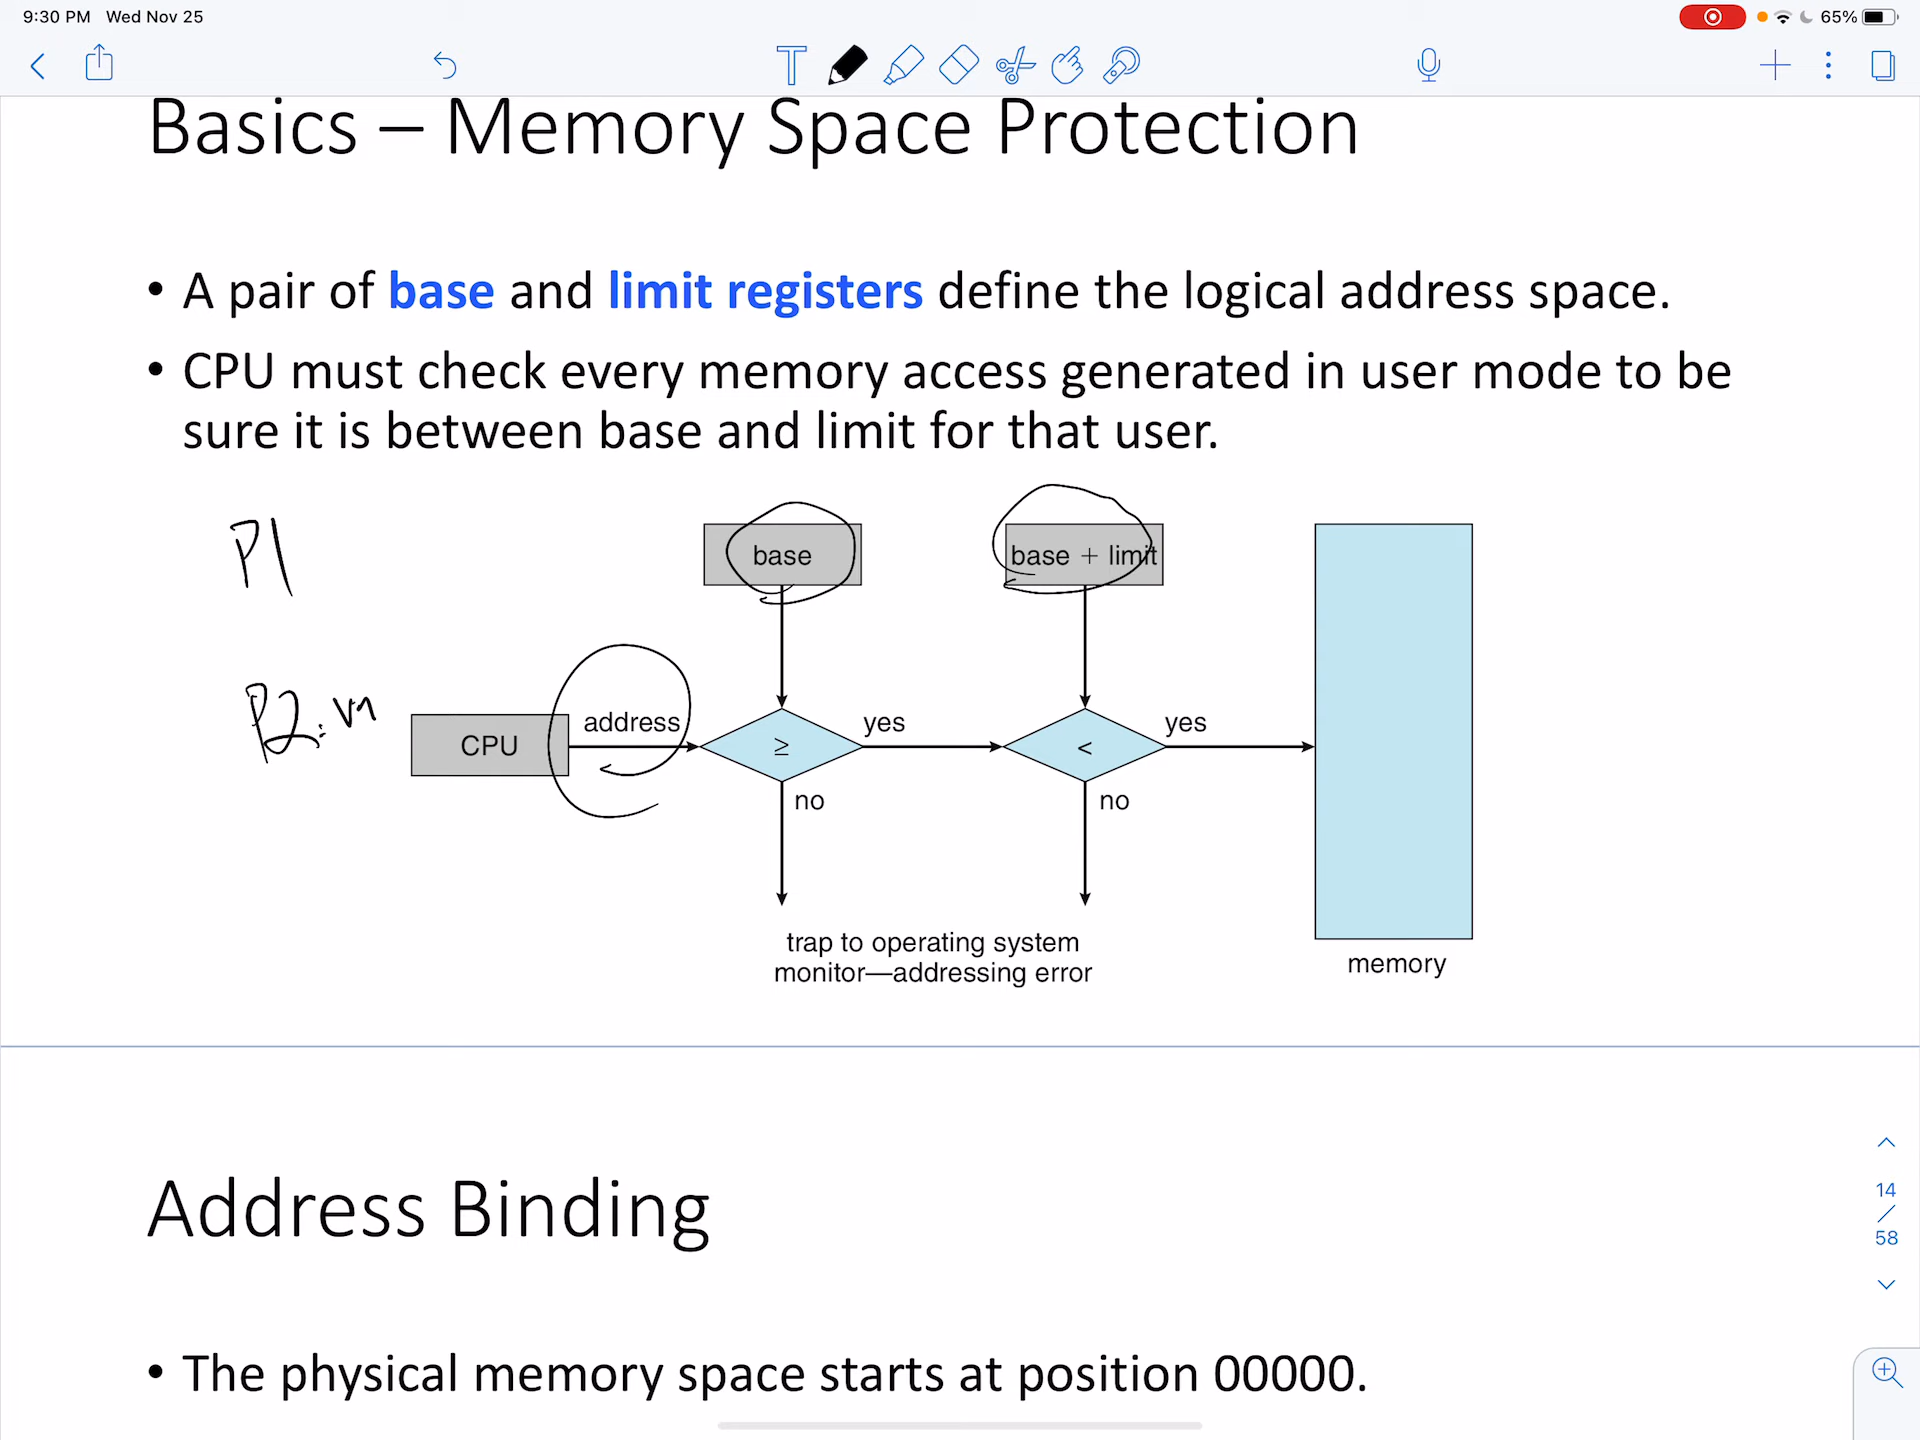 9:30 PM Wed Nov 25
65%
Basics – Memory Space Protection
• A pair of base and limit registers define the logical address space.
• CPU must check every memory access generated in user mode to be
sure it is between base and limit for that user.
P1
base
base + limit
P2:
CPU
address
≥
yes
<
yes
no
no
trap to operating system
monitor—addressing error
memory
Address Binding
14
/
58
• The physical memory space starts at position 00000.